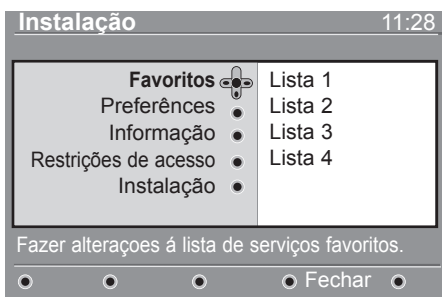 Instalação 11:28
Favoritos Lista 1
Preferênces Lista 2
Informação Lista 3
Restrições de acesso Lista 4
Instalação
Fazer alteraçoes á lista de serviços favoritos.
Fechar